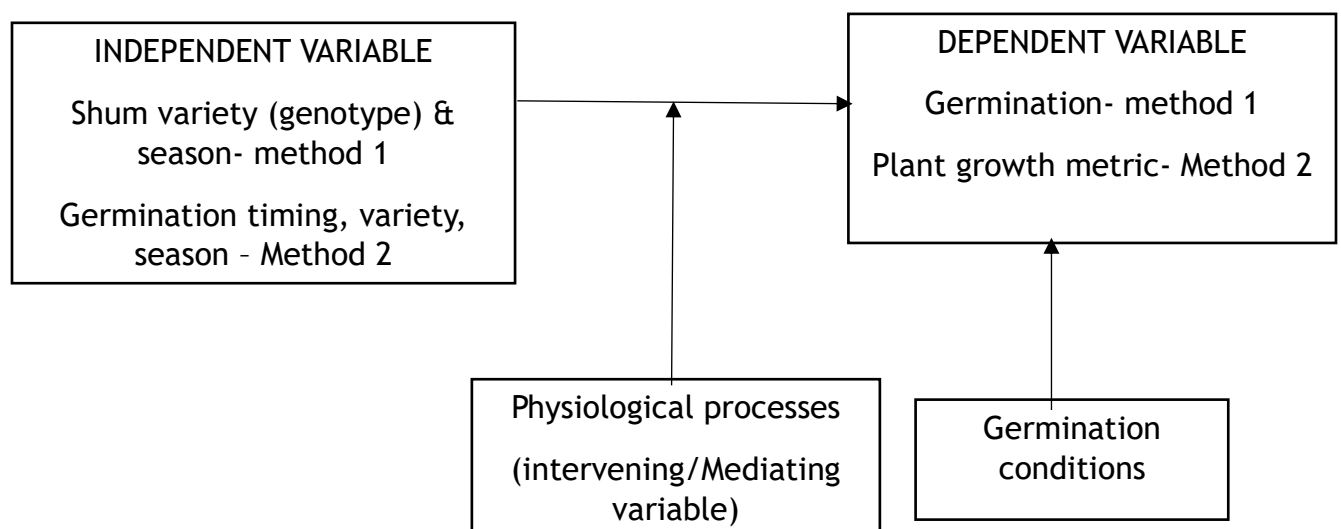 INDEPENDENT VARIABLE
Shum variety (genotype) &
season- method 1
Germination timing, variety,
season – Method 2
DEPENDENT VARIABLE
Germination- method 1
Plant growth metric- Method 2
Physiological processes
(intervening/Mediating
variable)
Germination
conditions